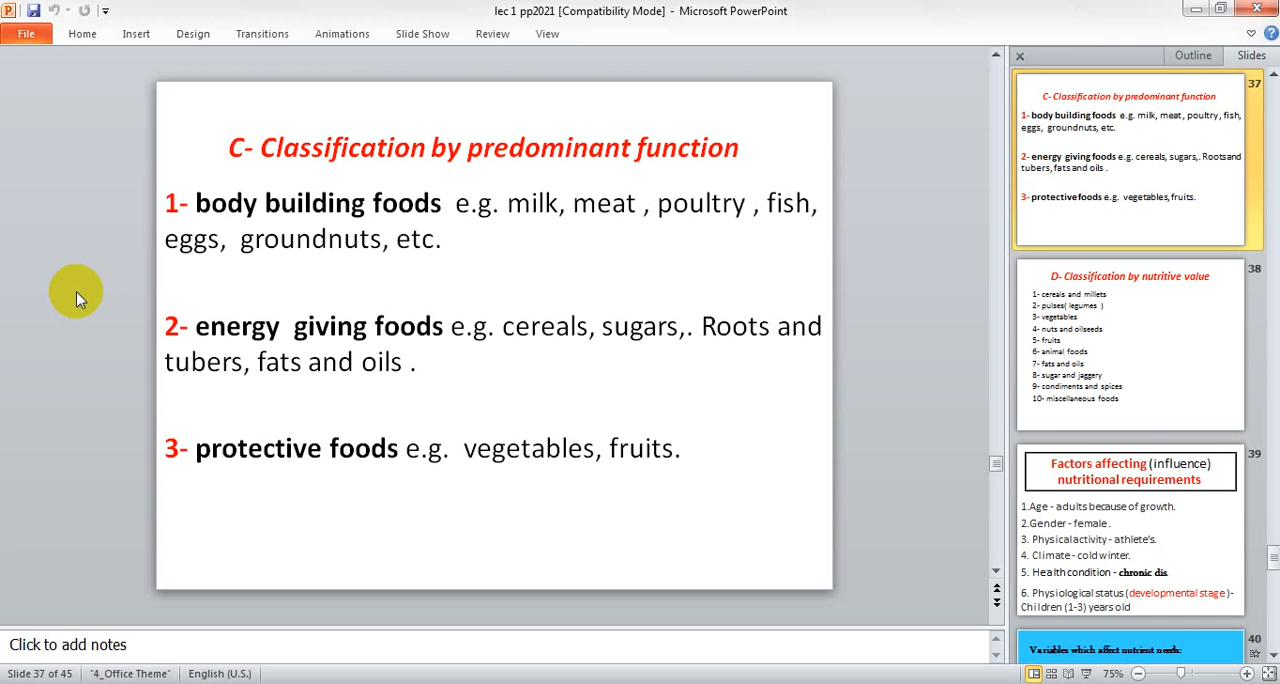 lec 1 pp2021 [Compatibility Mode] - Microsoft PowerPoint
File Home Insert Design Transitions Animations Slide Show Review View
C- Classification by predominant function
1- body building foods e.g. milk, meat , poultry , fish,
eggs, groundnuts, etc.
2- energy giving foods e.g. cereals, sugars,. Roots and
tubers, fats and oils .
3- protective foods e.g. vegetables, fruits.
Outline Slides
37
C- Classification by predominant function
1- body building foods e.g. milk, meat , poultry , fish,
eggs, groundnuts, etc.
2- energy giving foods e.g. cereals, sugars,. Roots and
tubers, fats and oils .
3- protective foods e.g. vegetables, fruits.
38
D- Classification by nutritive value
1- cereals and millets
2- pulses( legumes )
3- vegetables
4- nuts and oilseeds
5- fruits
6- animal foods
7- fats and oils
8- sugar and jaggery
9- condiments and spices
10- miscellaneous foods
39
Factors affecting (influence)
nutritional requirements
1.Age - adults because of growth.
2.Gender - female .
3. Physical activity - athlete's.
4. Climate - cold winter.
5. Health condition - chronic dis.
6. Physiological status (developmental stage )-
Children (1-3) years old
40
Variables which affect nutrient needs:
Click to add notes
Slide 37 of 45 "4_Office Theme" English (U.S.) 75%